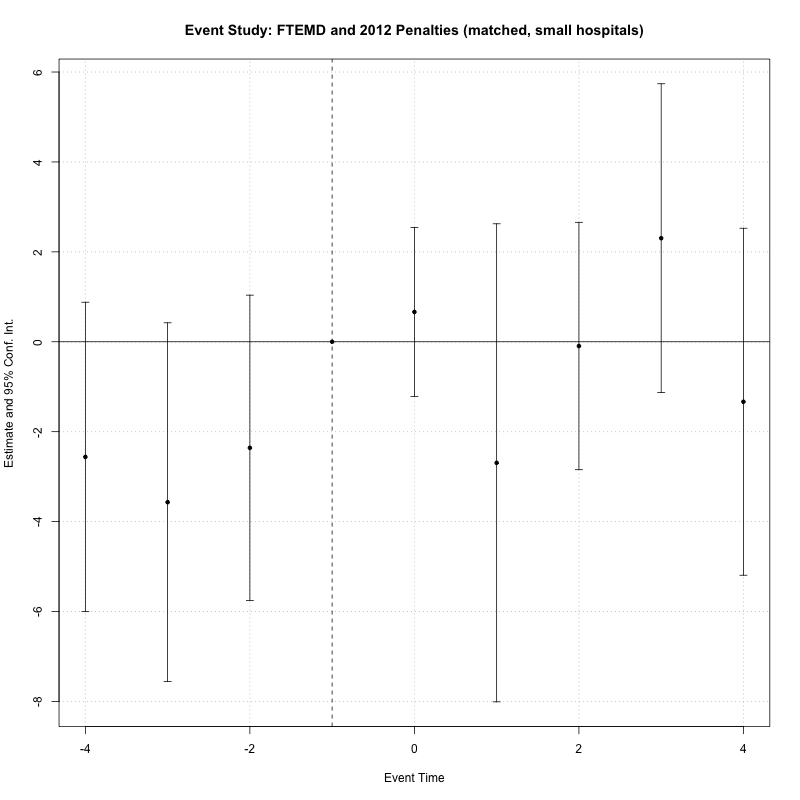 Event Study: FTEMD and 2012 Penalties (matched, small hospitals)
6
4
2
0
-2
-4
-6
-8
Estimate and 95% Conf. Int.
-4 -2 0 2 4
Event Time